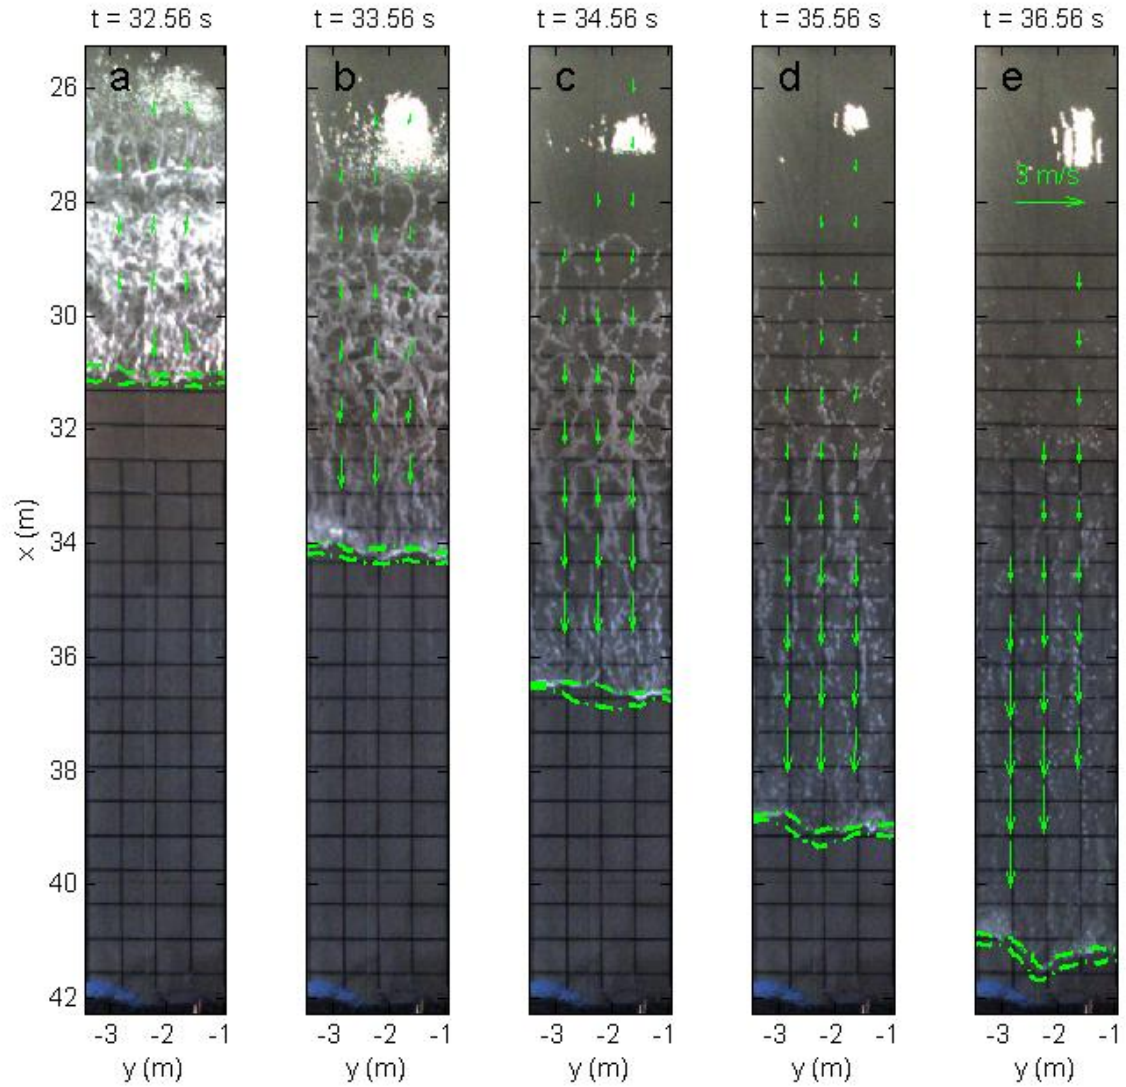 t = 32.56 s t = 33.56 s t = 34.56 s t = 35.56 s t = 36.56 s
a b c d e
26
3 m/s
28
30
32
x (m)
34
36
38
40
42
-3 -2 -1 -3 -2 -1 -3 -2 -1 -3 -2 -1 -3 -2 -1
y (m) y (m) y (m) y (m) y (m)